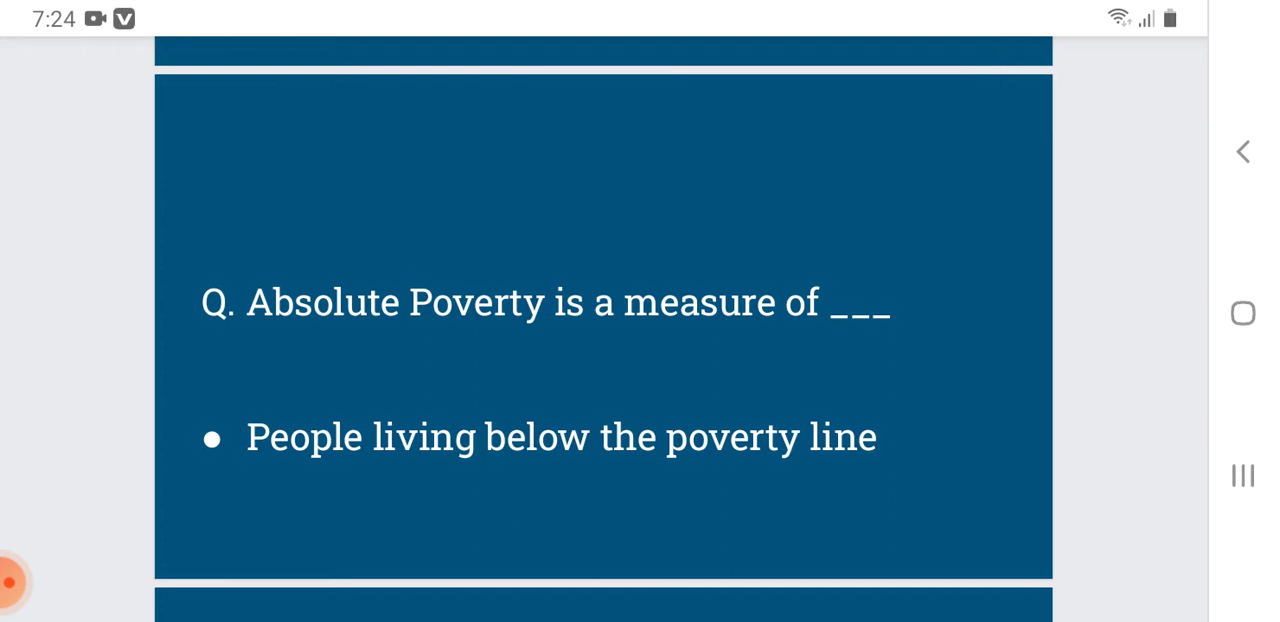 7:24
Q. Absolute Poverty is a measure of ___
● People living below the poverty line